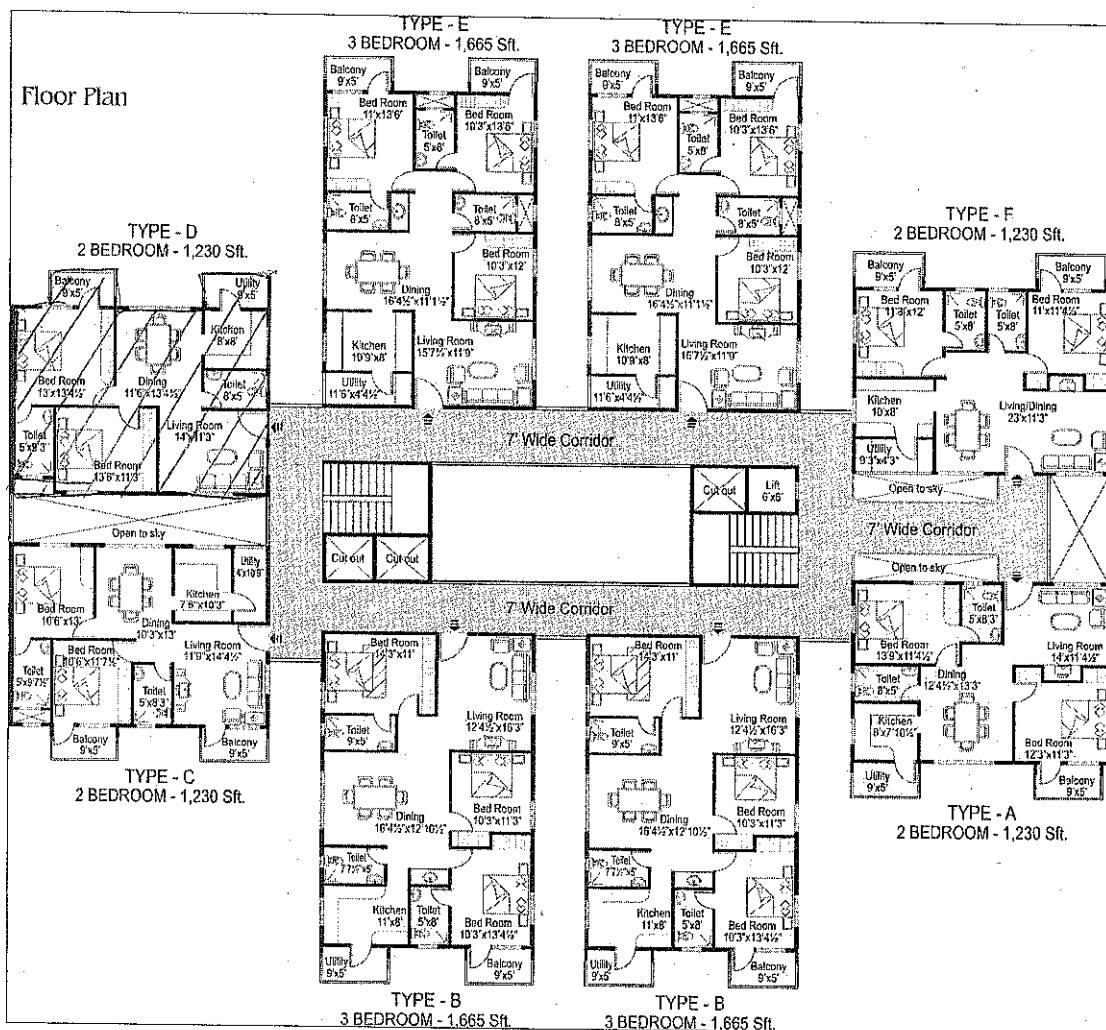 Floor Plan
TYPE - E
3 BEDROOM - 1,665 Sft.
Balcony
9'x5'
Balcony
9'x5'
Bed Room
11'x13'6"
Toilet
5'x8'
Bed Room
10'3"x13'6"
Toilet
8'x5'
Toilet
8'x5'
Dining
16'4½"x11'1½"
Bed Room
10'3"x12'
Kitchen
10'9"x8'
Living Room
15'7½"x11'9"
Utility
11'6"x4'4½"
TYPE - E
3 BEDROOM - 1,665 Sft.
Balcony
9'x5'
Balcony
9'x5'
Bed Room
11'x13'6"
Toilet
5'x8'
Bed Room
10'3"x13'6"
Toilet
8'x5'
Toilet
8'x5'
Dining
16'4½"x11'1½"
Bed Room
10'3"x12'
Kitchen
10'9"x8'
Living Room
Utility
11'6"x4'4½"
TYPE - D
2 BEDROOM - 1,230 Sft.
Balcony
9'x5'
Utility
9'x5'
Kitchen
8'x8'
Bed Room
13'x13'4½"
Dining
11'6"x13'4½"
Toilet
8'x5'
Living Room
14'x11'3"
Toilet
5'x8'3"
Bed Room
13'6"x11'3"
Open to sky
TYPE - F
2 BEDROOM - 1,230 Sft.
Balcony
9'x5'
Balcony
9'x5'
Bed Room
Toilet
5'x8'
Toilet
5'x8'
Bed Room
11'x11'4½"
Kitchen
10'x8'
Living/Dining
23'x11'3"
Utility
9'3"x4'3"
Open to sky
7' Wide Corridor
Cut out
Lift
6'x6'
Cut out
Cut out
7' Wide Corridor
7' Wide Corridor
Open to sky
Utility
4'x10'9"
Kitchen
7'6"x10'3"
Bed Room
10'6"x13'
Dining
10'3"x13'
Living Room
11'9"x14'4½"
Bed Room
10'6"x11'7½"
Toilet
5'x9'7½"
Toilet
5'x8'3"
Balcony
9'x5'
Balcony
9'x5'
TYPE - C
2 BEDROOM - 1,230 Sft.
Bed Room
14'3"x11'
Toilet
9'x5'
Living Room
12'4½"x16'3"
Dining
16'4½"x12'10½"
Bed Room
10'3"x11'3"
Toilet
7'7½"x5'
Kitchen
11'x8'
Toilet
5'x8'
Bed Room
10'3"x13'4½"
Utility
9'x5'
Balcony
9'x5'
TYPE - B
3 BEDROOM - 1,665 Sft.
Bed Room
14'3"x11'
Toilet
9'x5'
Living Room
12'4½"x16'3"
Dining
16'4½"x12'10½"
Bed Room
10'3"x11'3"
Toilet
7'7½"x5'
Kitchen
11'x8'
Toilet
5'x8'
Bed Room
10'3"x13'4½"
Utility
9'x5'
Balcony
9'x5'
TYPE - B
3 BEDROOM - 1,665 Sft.
Toilet
5'x8'3"
Bed Room
13'9"x11'4½"
Living Room
14'x11'4½"
Dining
12'4½"x13'3"
Toilet
8'x5'
Kitchen
8'x7'10½"
Bed Room
12'3"x11'3"
Utility
9'x5'
Balcony
9'x5'
TYPE - A
2 BEDROOM - 1,230 Sft.